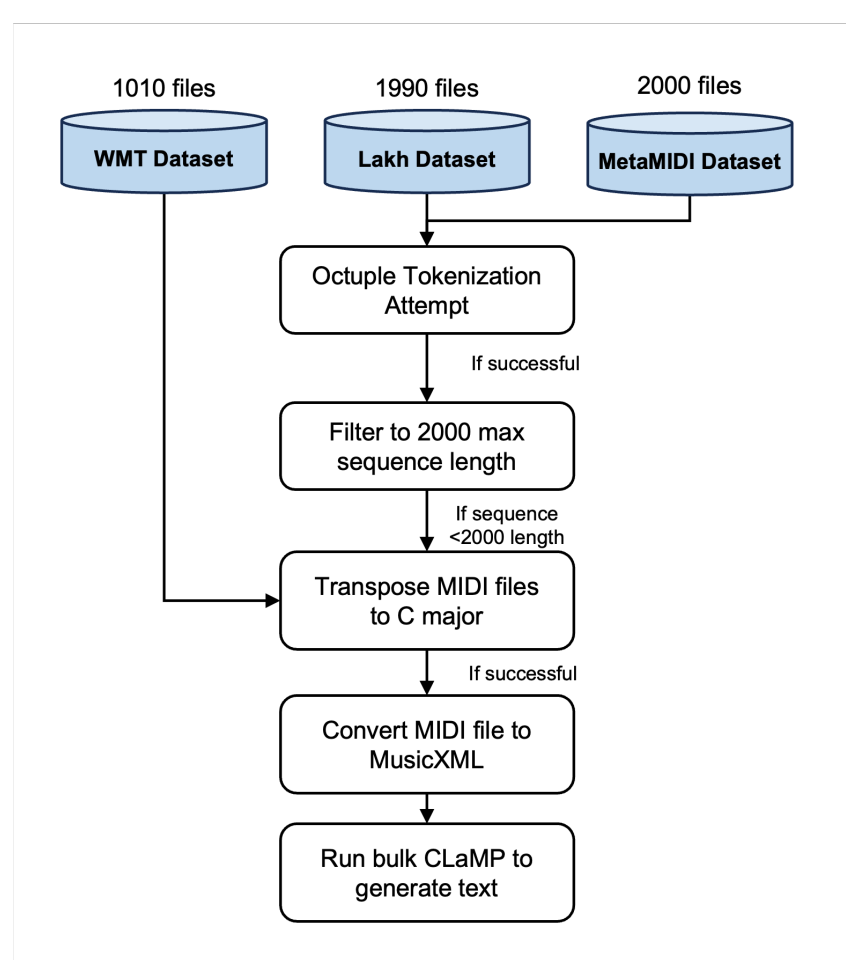 1010 files
1990 files
2000 files
WMT Dataset
Lakh Dataset
MetaMIDI Dataset
Octuple Tokenization
Attempt
If successful
Filter to 2000 max
sequence length
If sequence
<2000 length
Transpose MIDI files
to C major
If successful
Convert MIDI file to
MusicXML
Run bulk CLaMP to
generate text